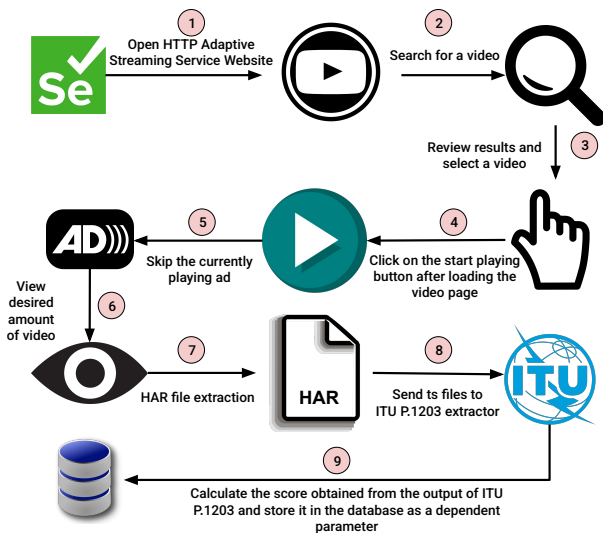 1
Open HTTP Adaptive
Streaming Service Website
2
Search for a video
Se
3
Review results and
select a video
4
Click on the start playing
button after loading the
video page
5
Skip the currently
playing ad
AD
View
desired
amount
of video
6
7
HAR file extraction
HAR
8
Send ts files to
ITU P.1203 extractor
ITU
9
Calculate the score obtained from the output of ITU
P.1203 and store it in the database as a dependent
parameter